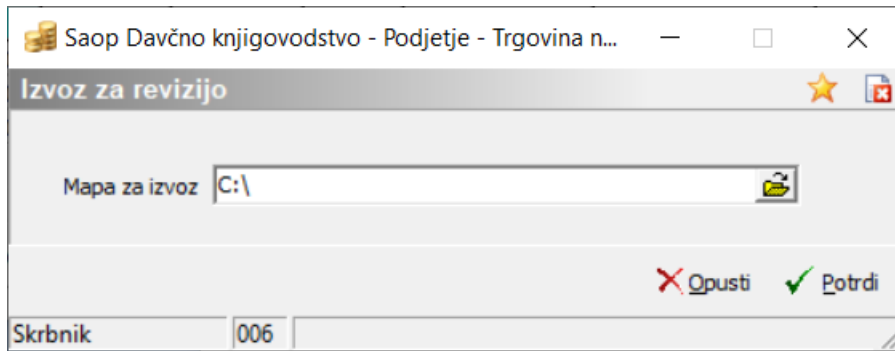 Saop Davčno knjigovodstvo - Podjetje - Trgovina n...
Izvoz za revizijo
Mapa za izvoz C:\
Opusti Potrdi
Skrbnik 006